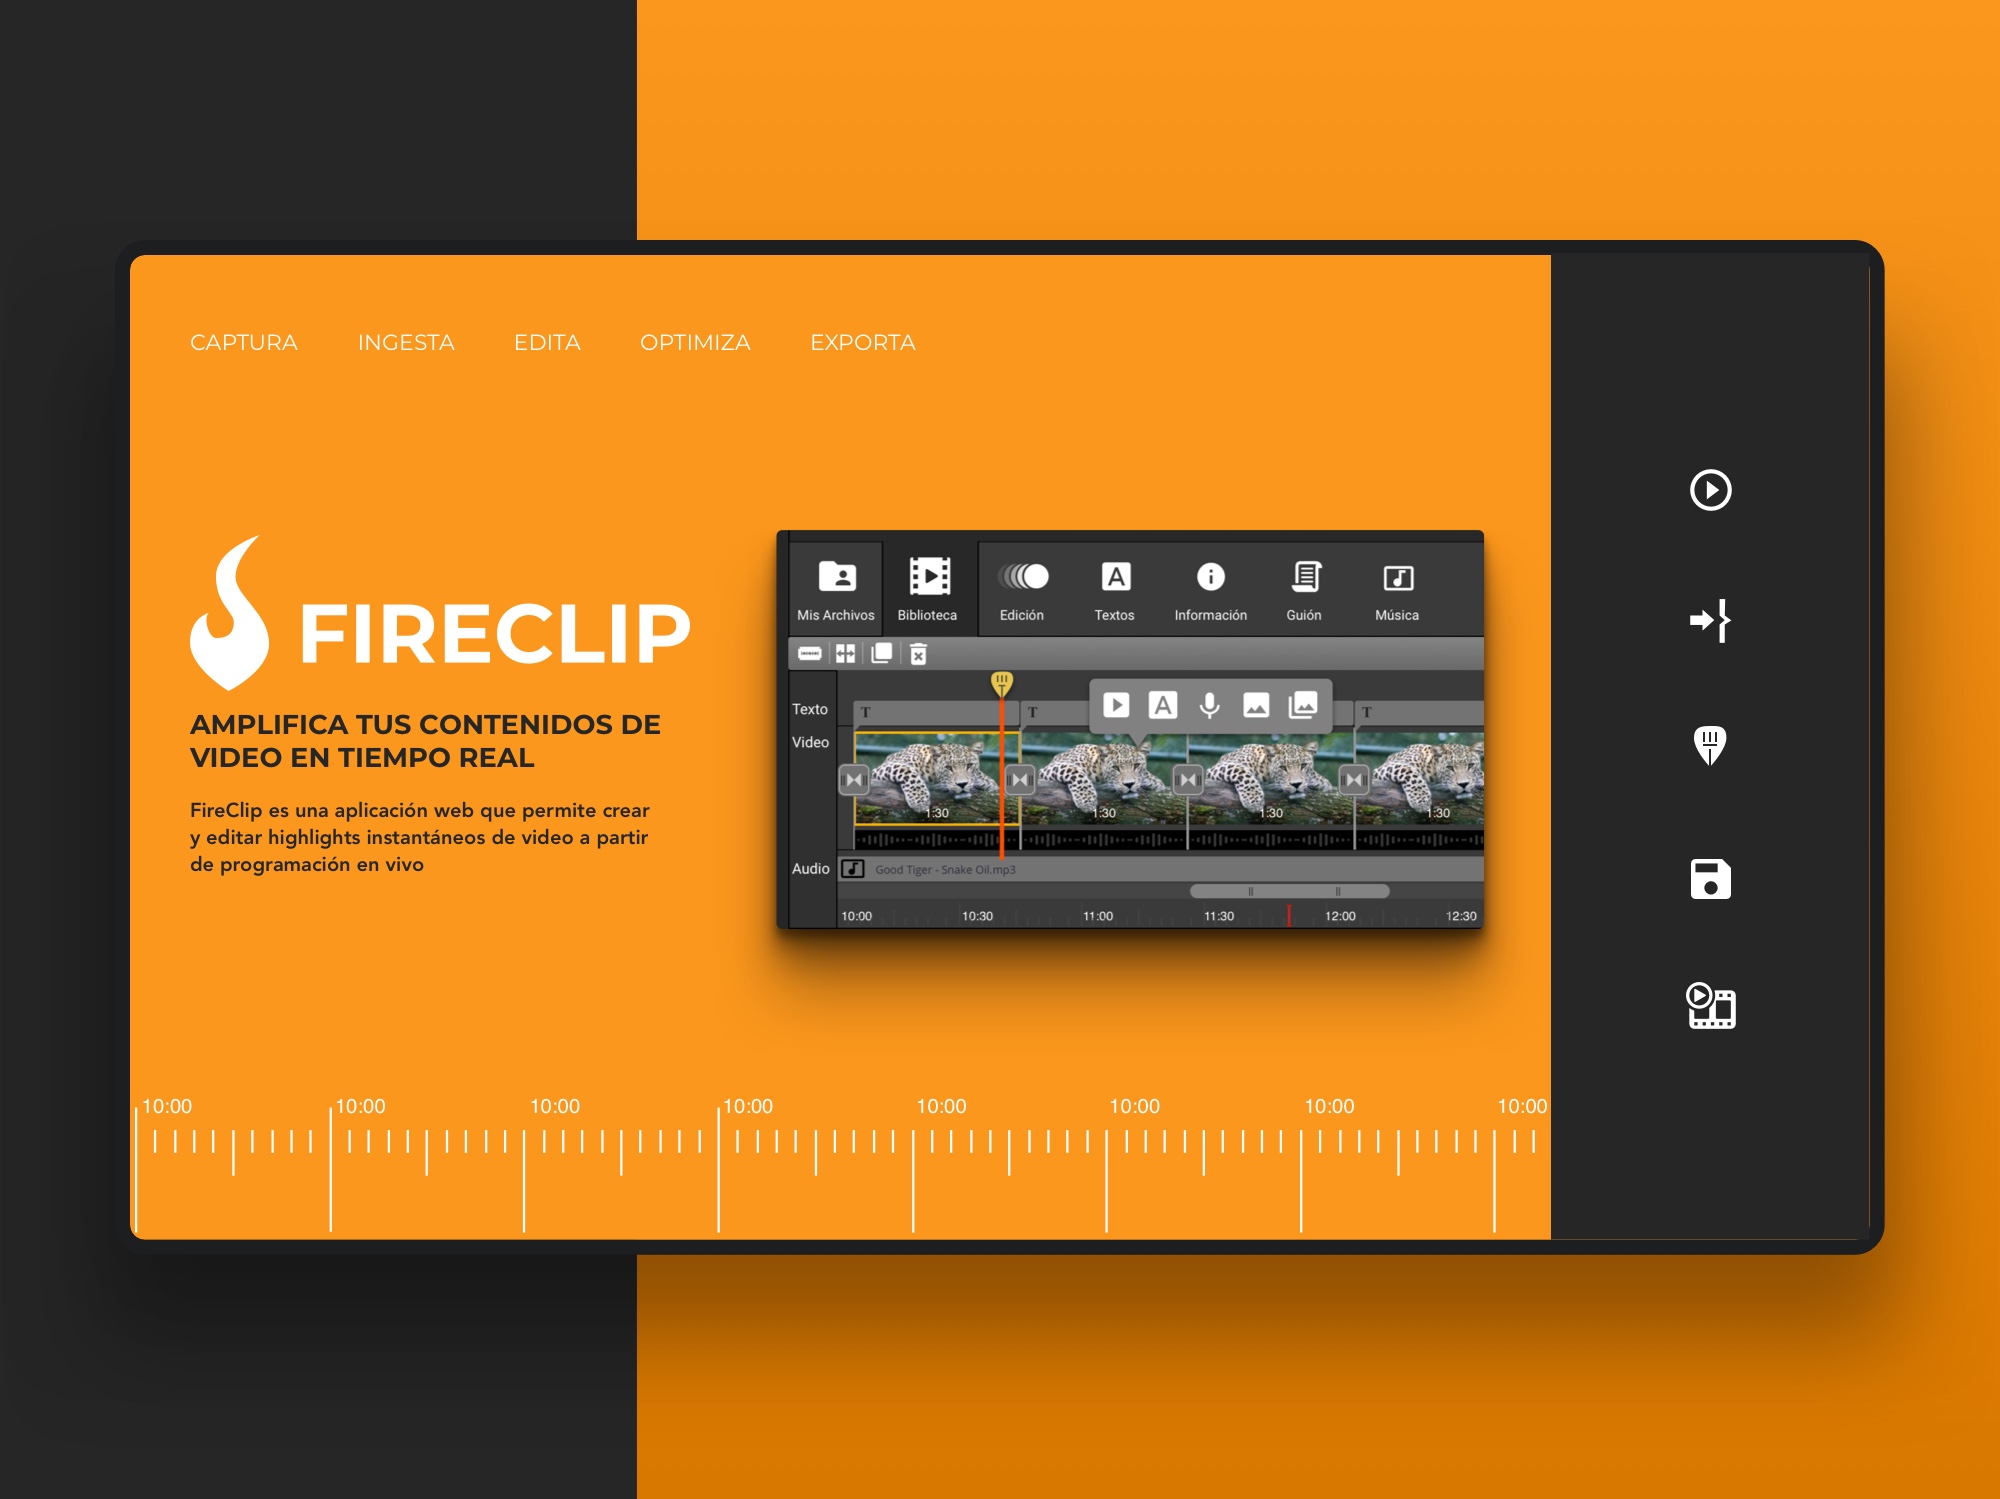 CAPTURA INGESTA EDITA OPTIMIZA EXPORTA
FIRECLIP
AMPLIFICA TUS CONTENIDOS DE
VIDEO EN TIEMPO REAL
FireClip es una aplicación web que permite crear
y editar highlights instantáneos de video a partir
de programación en vivo
Mis Archivos Biblioteca Edición Textos Información Guión Música
Texto T T T
Video
1:30 1:30 1:30 1:30
Audio Good Tiger - Snake Oil.mp3
10:00 10:30 11:00 11:30 12:00 12:30
10:00 10:00 10:00 10:00 10:00 10:00 10:00 10:00